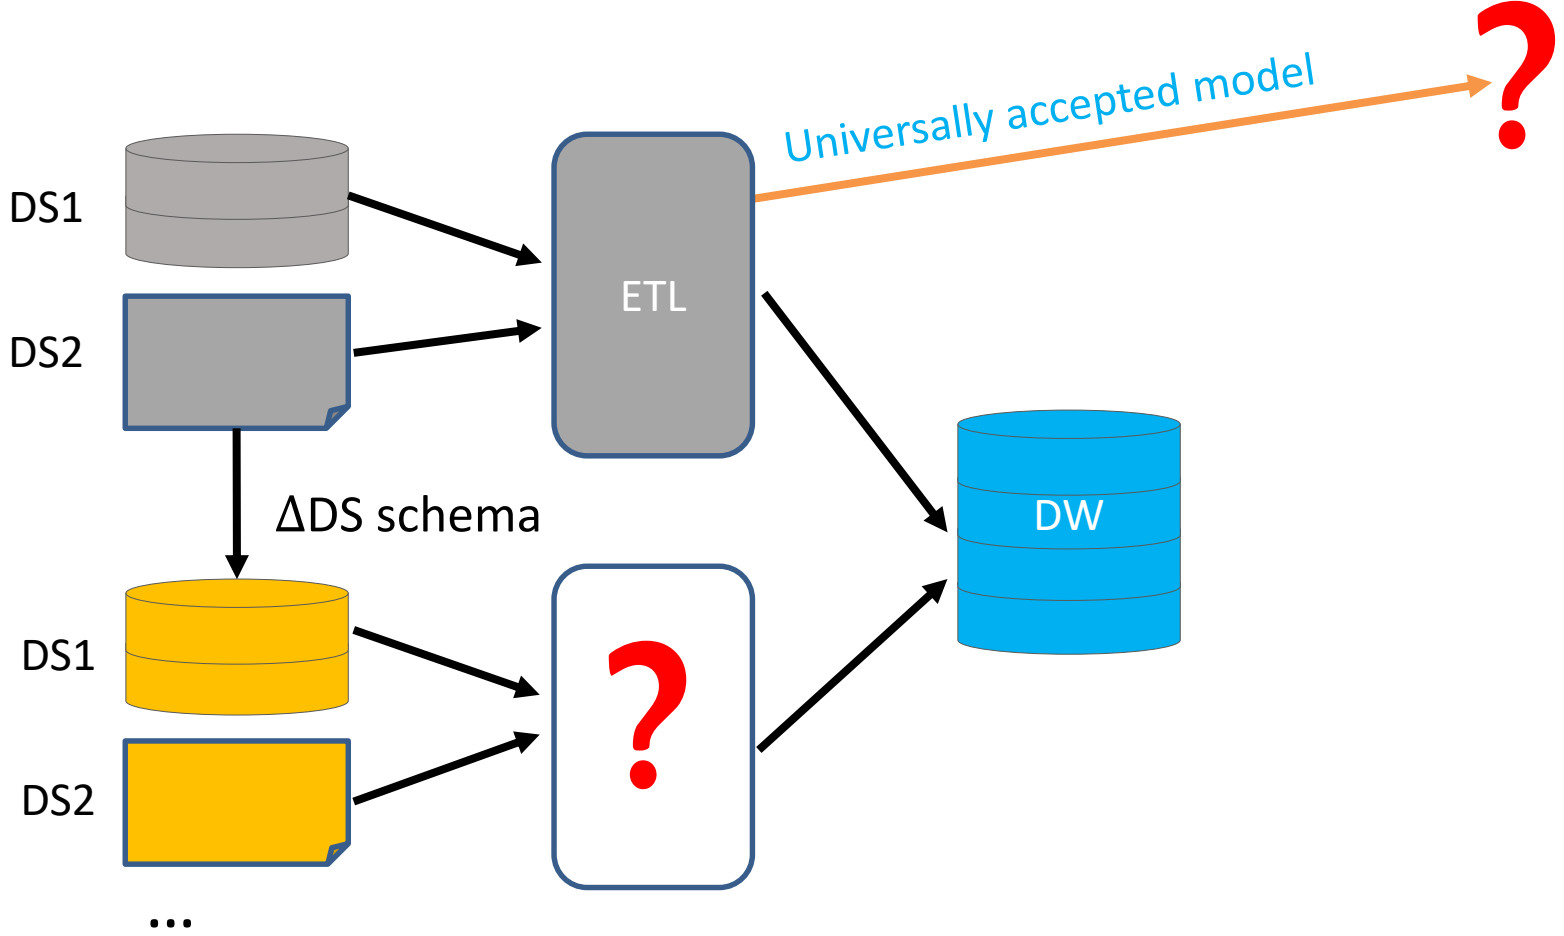 ?
Universally accepted model
DS1
ETL
DS2
ΔDS schema
DW
DS1
?
DS2
...